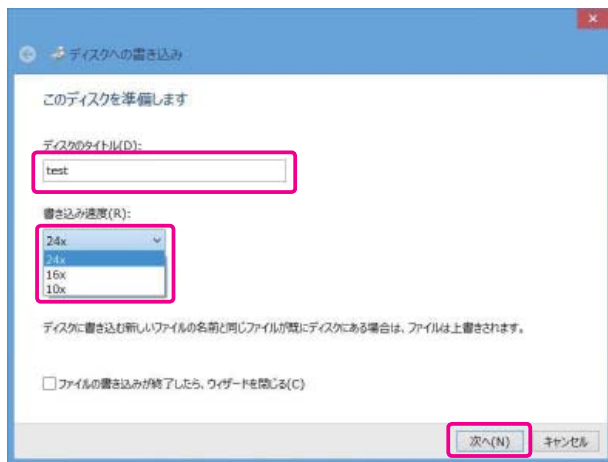 ディスクへの書き込み
このディスクを準備します
ディスクのタイトル(D):
test
書き込み速度(R):
24x
24x
16x
10x
ディスクに書き込む新しいファイルの名前と同じファイルが既にディスクにある場合は、ファイルは上書きされます。
ファイルの書き込みが終了したら、ウィザードを閉じる(C)
次へ(N) キャンセル